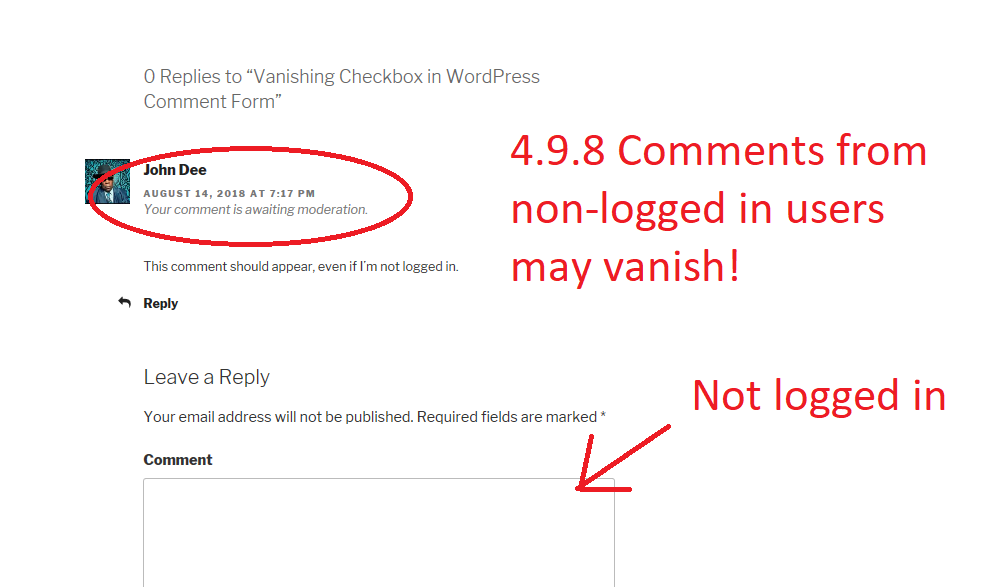 0 Replies to “Vanishing Checkbox in WordPress
Comment Form”
4.9.8 Comments from
non-logged in users
may vanish!
John Dee
AUGUST 14, 2018 AT 7:17 PM
Your comment is awaiting moderation.
This comment should appear, even if I’m not logged in.
Reply
Leave a Reply
Not logged in
Your email address will not be published. Required fields are marked *
Comment